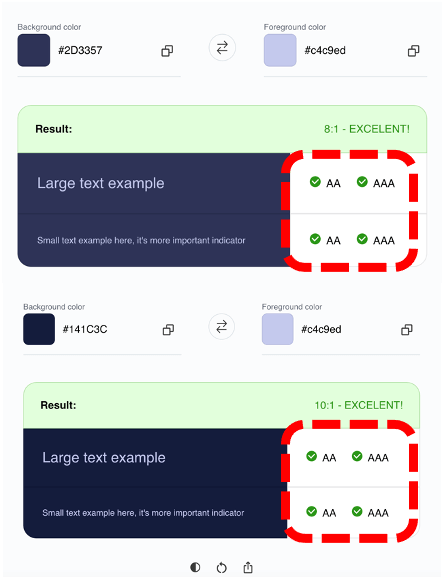 Background color
Foreground color
#2D3357
#c4c9ed
Result:
8:1 - EXCELENT!
Large text example
AA AAA
Small text example here, it's more important indicator
AA AAA
Background color
Foreground color
#141C3C
#c4c9ed
Result:
10:1 - EXCELENT!
Large text example
AA AAA
Small text example here, it's more important indicator
AA AAA